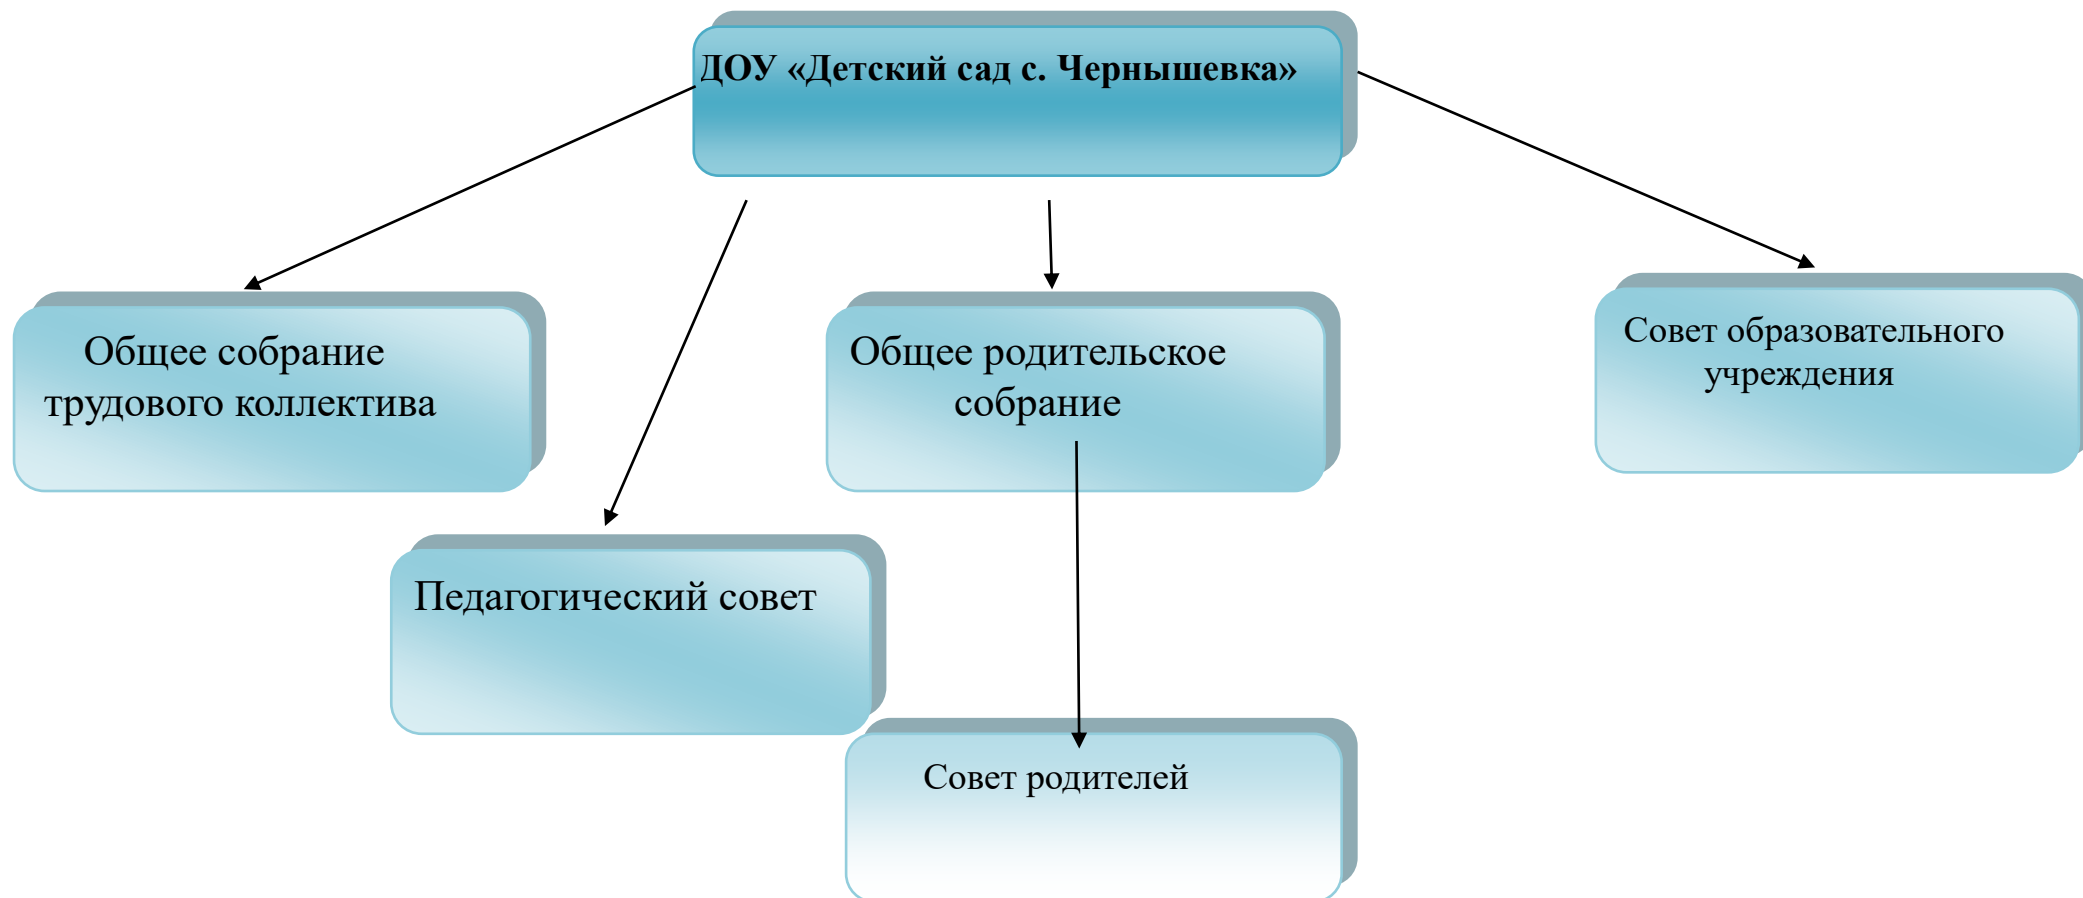 ДОУ «Детский сад с. Чернышевка»
Общее собрание
трудового коллектива
Общее родительское
собрание
Совет образовательного
учреждения
Педагогический совет
Совет родителей